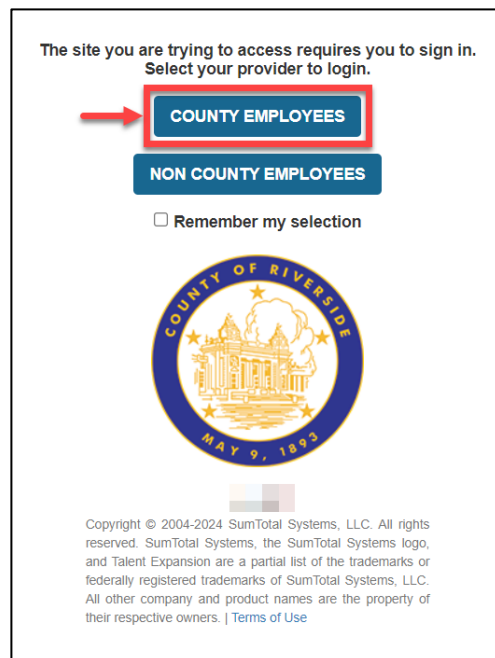 The site you are trying to access requires you to sign in.
Select your provider to login.
COUNTY EMPLOYEES
NON COUNTY EMPLOYEES
Remember my selection
COUNTY OF RIVERSIDE
MAY 9, 1893
Copyright © 2004-2024 SumTotal Systems, LLC. All rights
reserved. SumTotal Systems, the SumTotal Systems logo,
and Talent Expansion are a partial list of the trademarks or
federally registered trademarks of SumTotal Systems, LLC.
All other company and product names are the property of
their respective owners. | Terms of Use